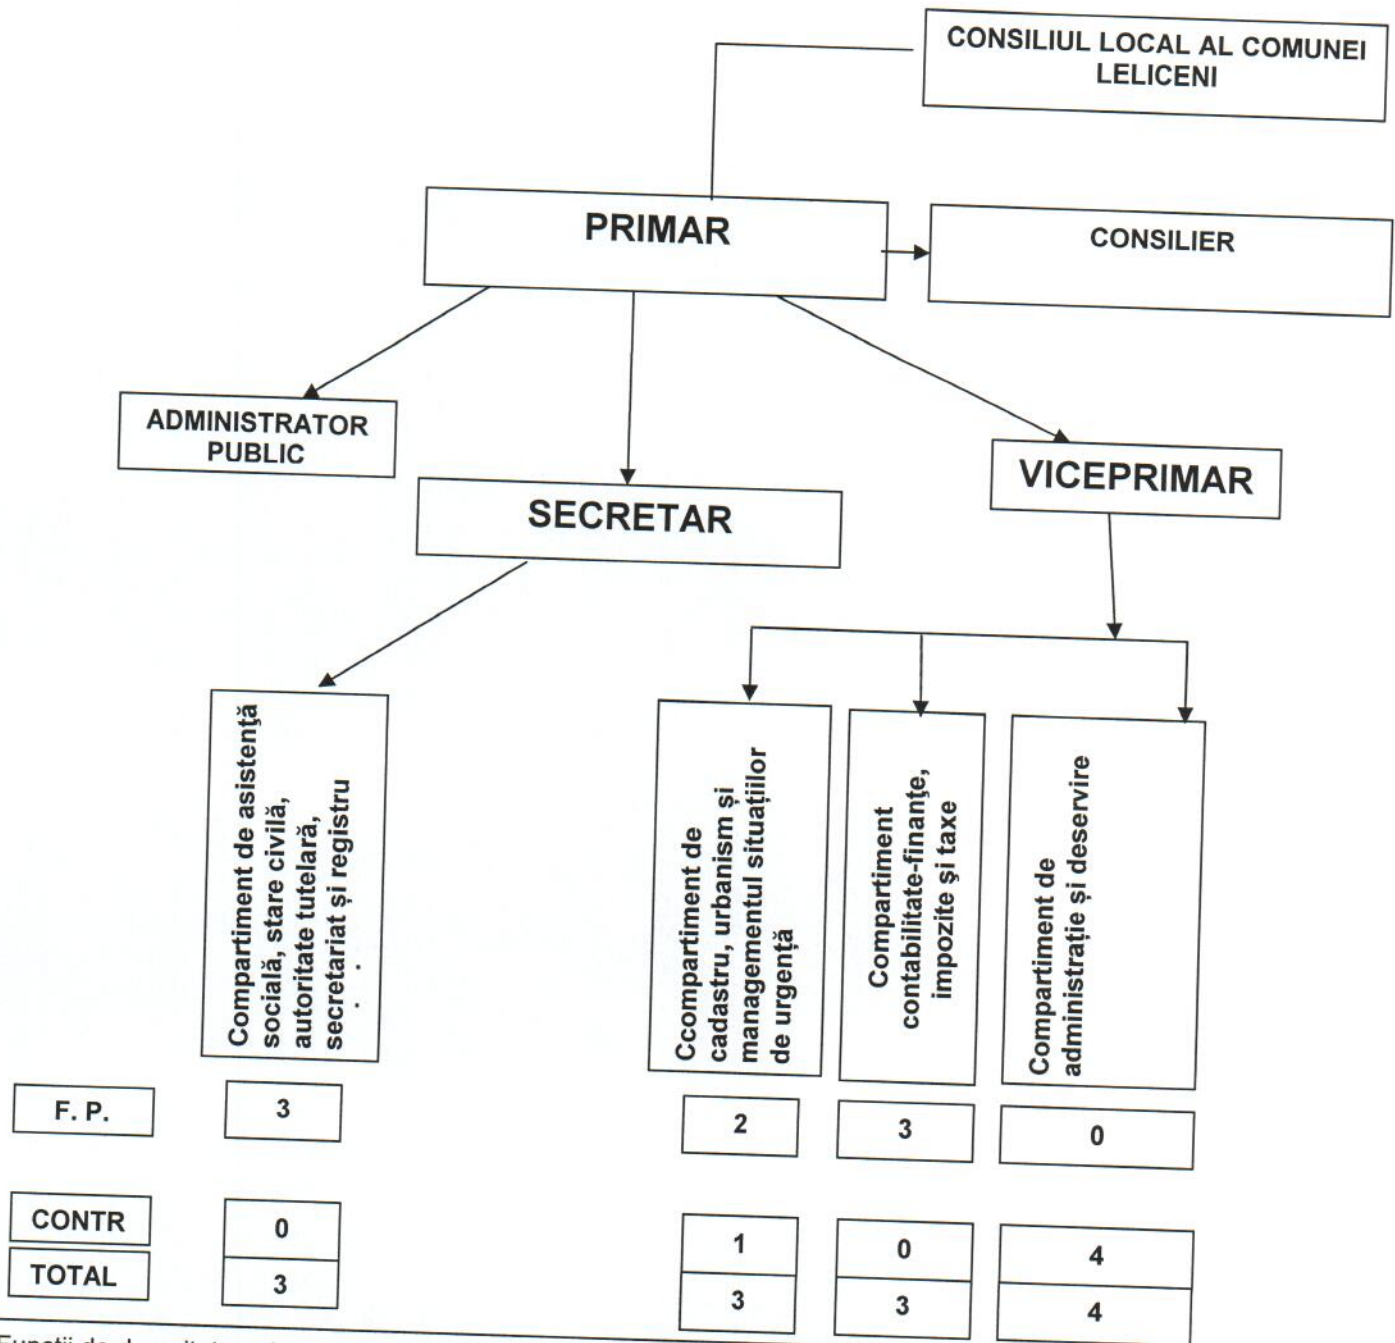 CONSILIUL LOCAL AL COMUNEI
LELICENI
PRIMAR
CONSILIER
ADMINISTRATOR
PUBLIC
SECRETAR
VICEPRIMAR
Compartiment de asistenţă
socială, stare civilă,
autoritate tutelară,
secretariat și registru
Ccompartiment de
cadastru, urbanism și
managementul situațiilor
de urgență
Compartiment
contabilitate-finanţe,
impozite şi taxe
Compartiment de
administrație și deservire
F. P.
3
2
3
0
CONTR
0
1
0
4
TOTAL
3
3
3
4